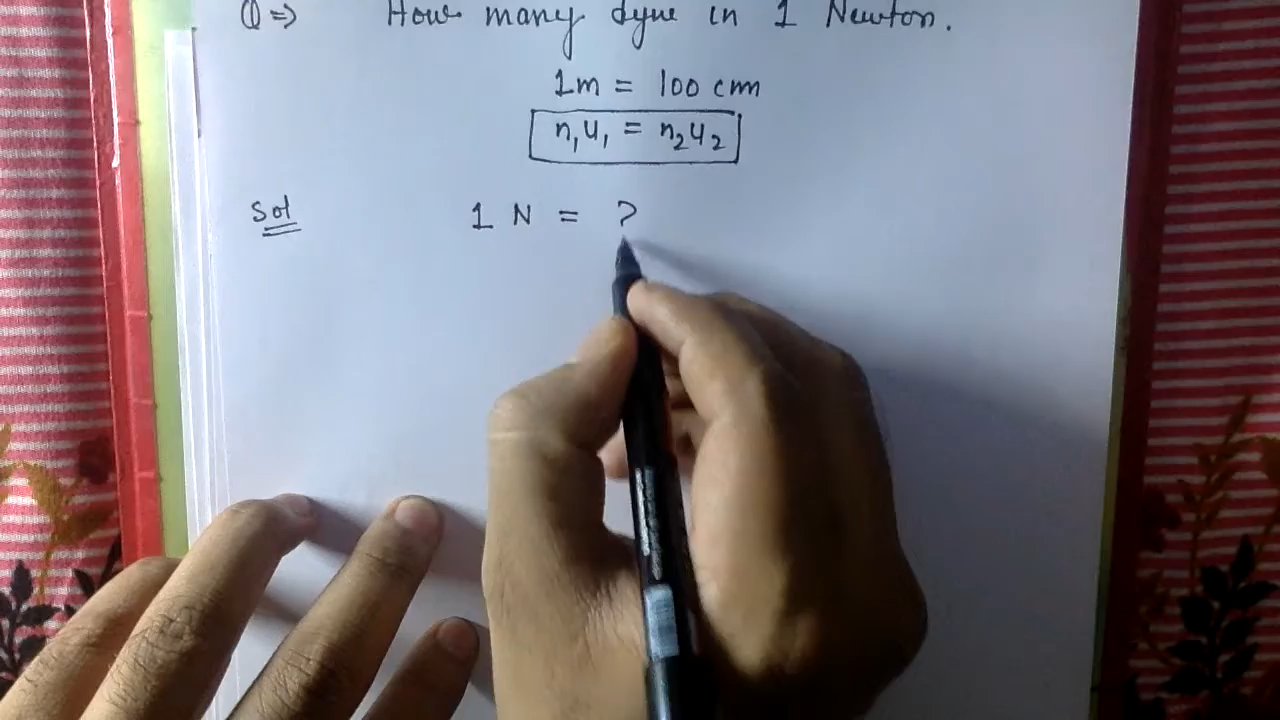 Q⇒ How many dyne in 1 Newton.
1m = 100 cm
n₁u₁ = n₂u₂
Sol 1 N = ?